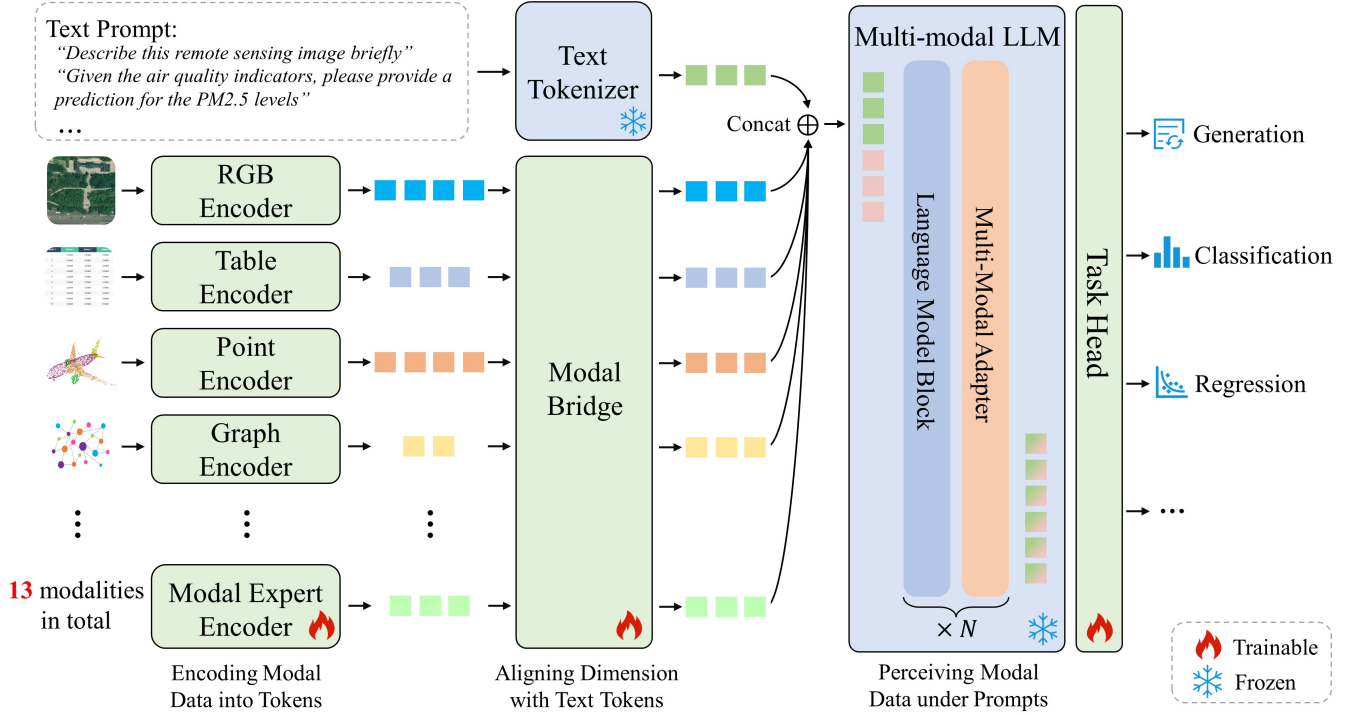 Text Prompt:
“Describe this remote sensing image briefly”
“Given the air quality indicators, please provide a
prediction for the PM2.5 levels”
...
Text
Tokenizer
Concat
Multi-modal LLM
Language Model Block
Multi-Modal Adapter
× N
Task Head
Generation
Classification
Regression
...
RGB
Encoder
Table
Encoder
Point
Encoder
Graph
Encoder
13 modalities
in total
Modal Expert
Encoder
Modal
Bridge
Encoding Modal
Data into Tokens
Aligning Dimension
with Text Tokens
Perceiving Modal
Data under Prompts
Trainable
Frozen